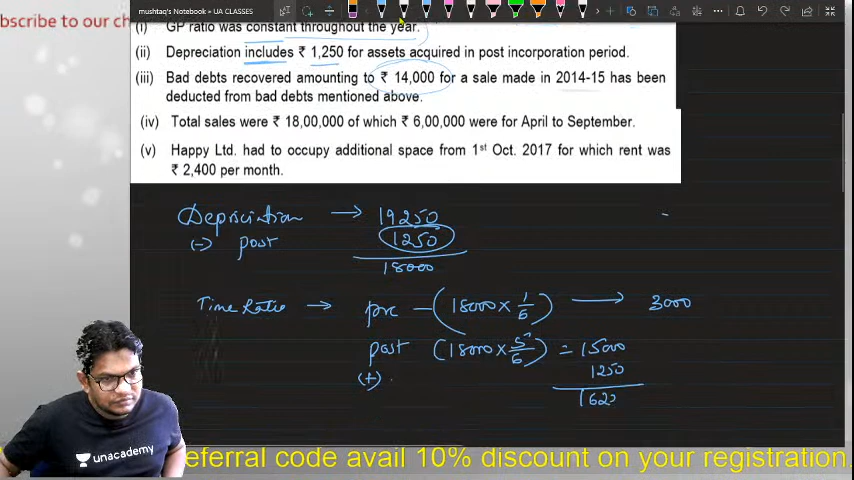 mushtaq's Notebook » UA CLASSES
bscribe to our ch
(i) GP ratio was constant throughout the year.
(ii) Depreciation includes ₹ 1,250 for assets acquired in post incorporation period.
(iii) Bad debts recovered amounting to ₹ 14,000 for a sale made in 2014-15 has been
deducted from bad debts mentioned above.
(iv) Total sales were ₹ 18,00,000 of which ₹ 6,00,000 were for April to September.
(v) Happy Ltd. had to occupy additional space from 1st Oct. 2017 for which rent was
₹ 2,400 per month.
Depriciation → 19250
(-) post 1250
18000
Time Ratio → pre - (18000 × 1/6) → 3000
post (18000 × 5/6) = 15000
(+) 1250
162
unacademy
eferral code avail 10% discount on your registration.